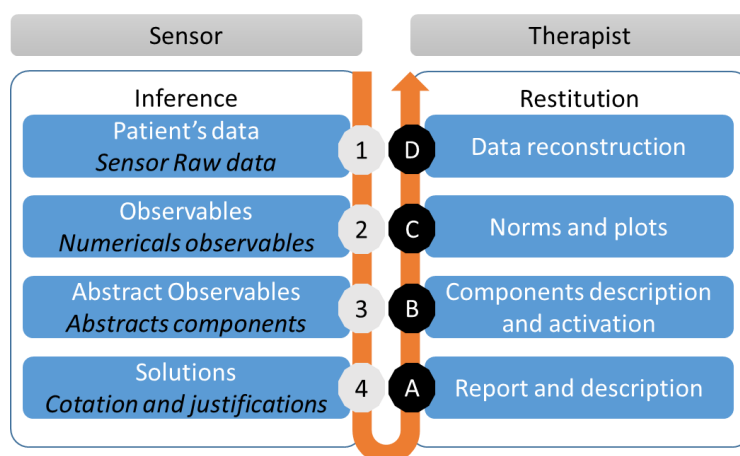 Sensor
Therapist
Inference
Restitution
Patient's data
Sensor Raw data
1
D
Data reconstruction
Observables
Numericals observables
2
C
Norms and plots
Abstract Observables
Abstracts components
3
B
Components description
and activation
Solutions
Cotation and justifications
4
A
Report and description